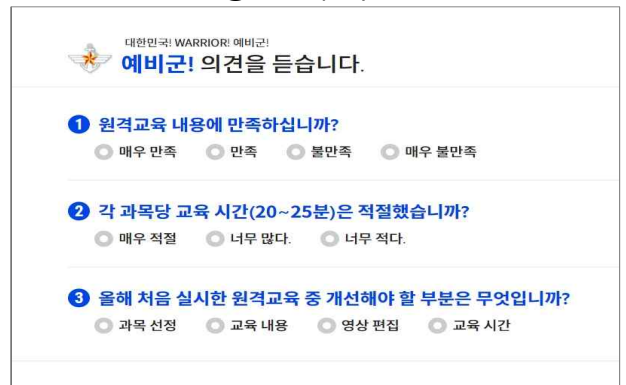 대한민국! WARRIOR! 예비군!
예비군! 의견을 듣습니다.
1 원격교육 내용에 만족하십니까?
매우 만족 만족 불만족 매우 불만족
2 각 과목당 교육 시간(20~25분)은 적절했습니까?
매우 적절 너무 많다. 너무 적다.
3 올해 처음 실시한 원격교육 중 개선해야 할 부분은 무엇입니까?
과목 선정 교육 내용 영상 편집 교육 시간